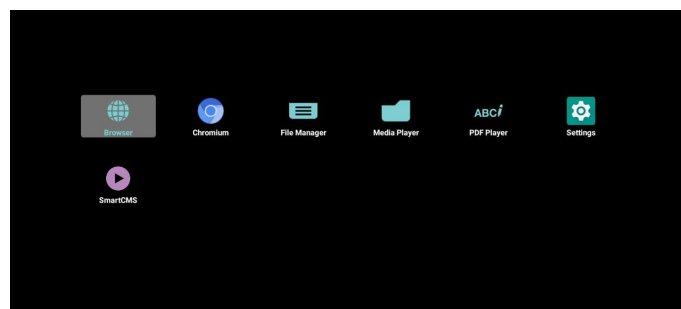 ABCi
Browser
Chromium
File Manager
Media Player
PDF Player
Settings
SmartCMS